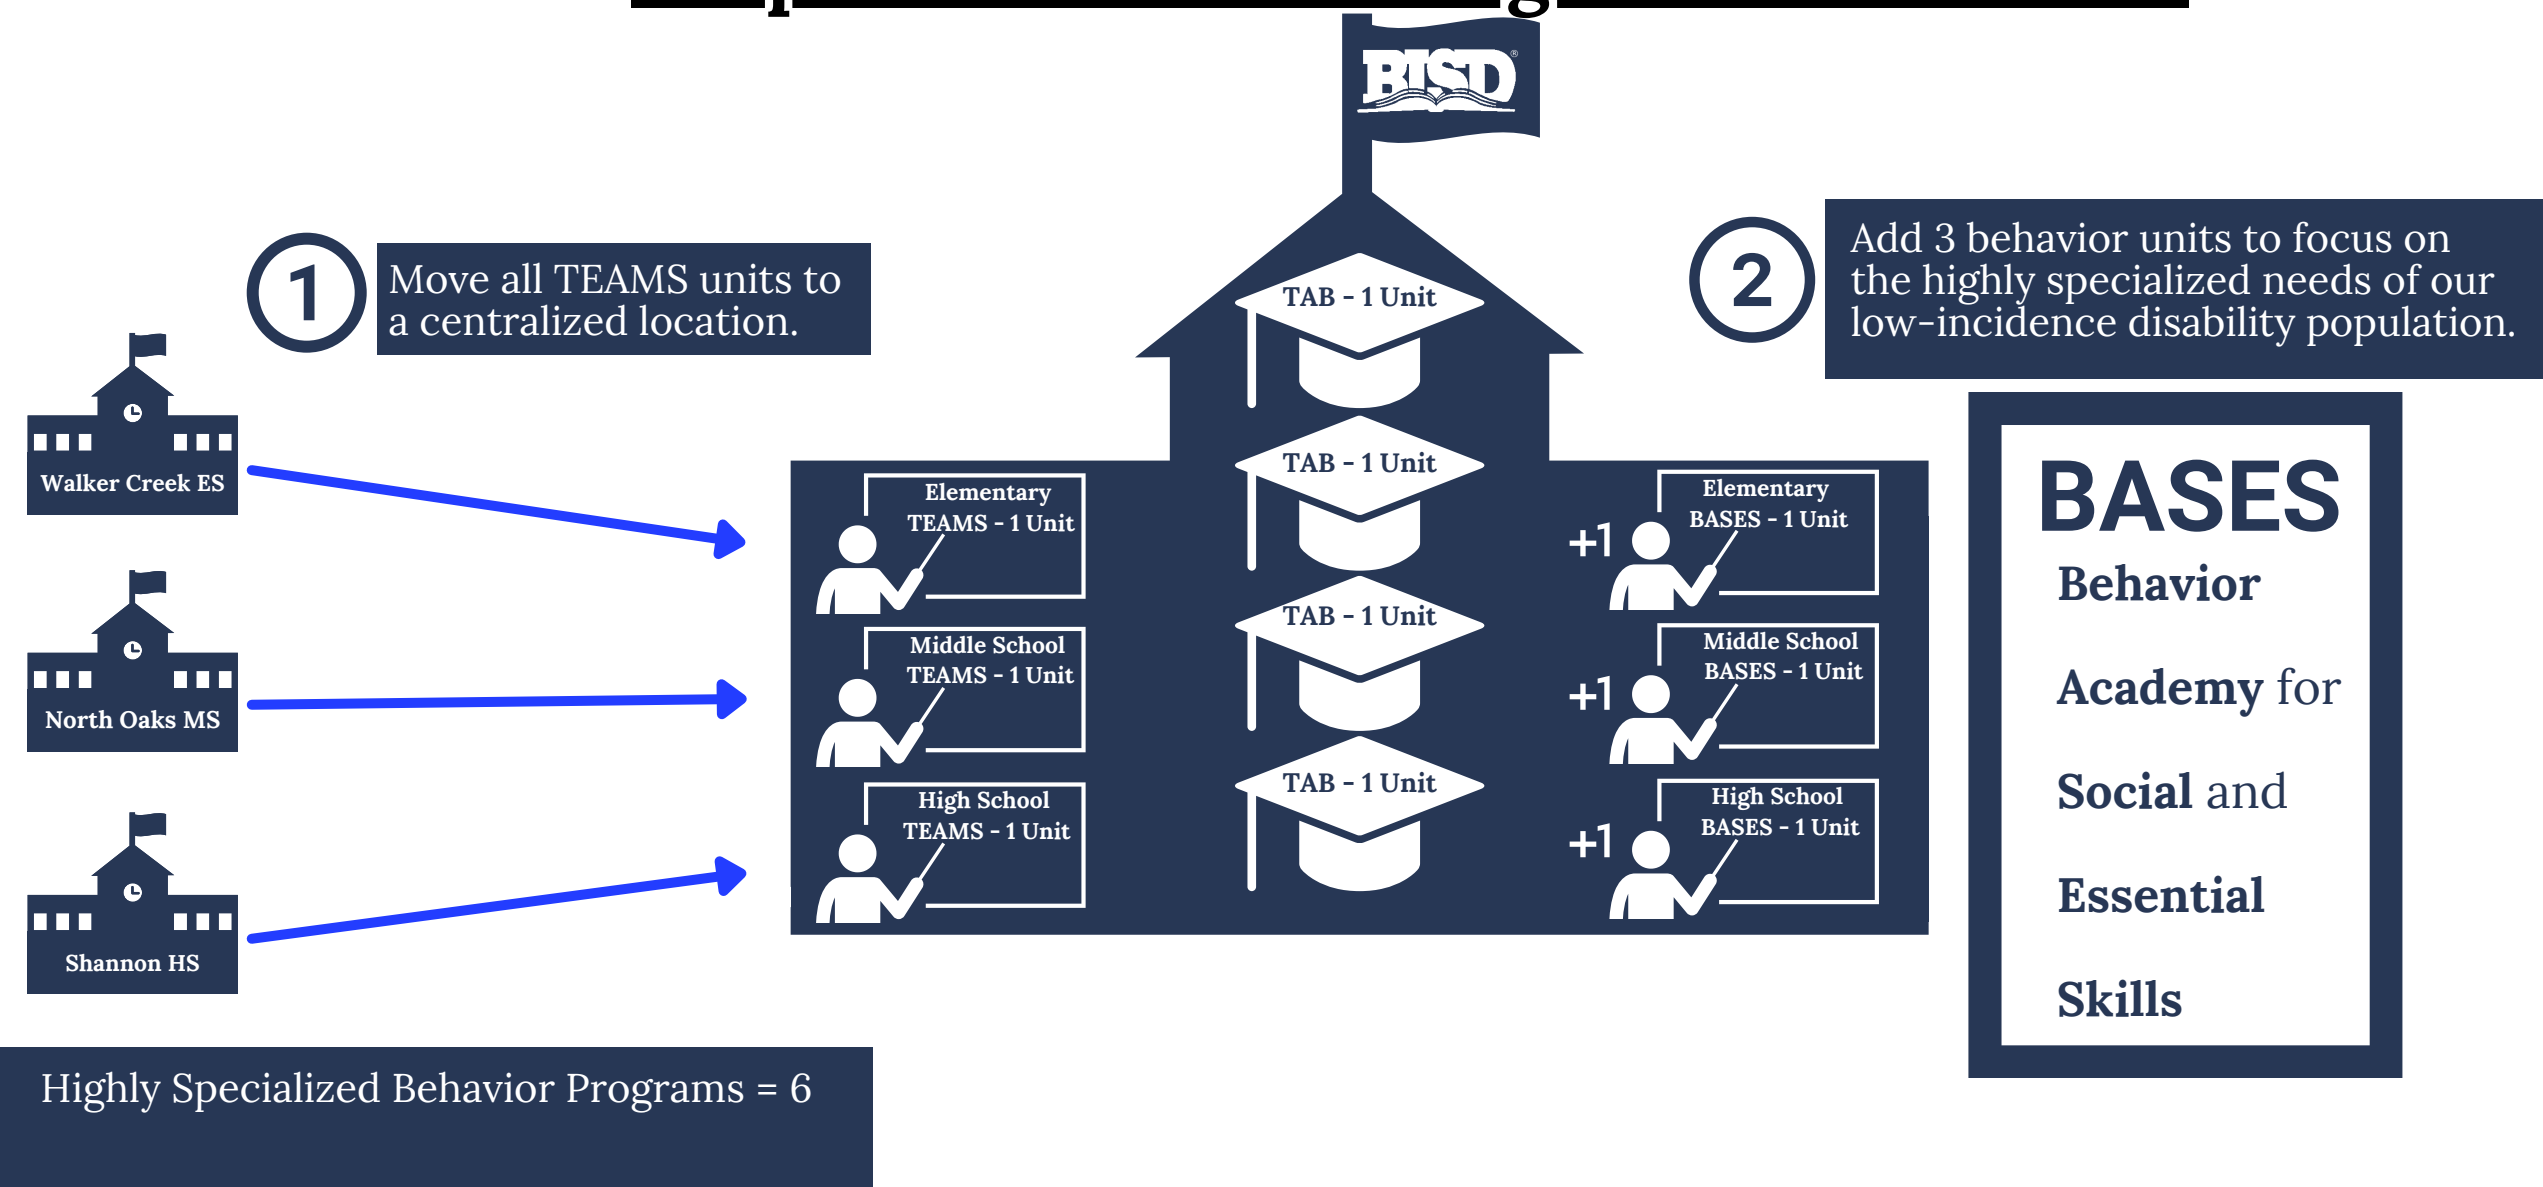 BISD®
1
Move all TEAMS units to
a centralized location.
2
Add 3 behavior units to focus on
the highly specialized needs of our
low-incidence disability population.
Walker Creek ES
North Oaks MS
Shannon HS
Elementary
TEAMS - 1 Unit
Middle School
TEAMS - 1 Unit
High School
TEAMS - 1 Unit
TAB - 1 Unit
TAB - 1 Unit
TAB - 1 Unit
TAB - 1 Unit
+1
Elementary
BASES - 1 Unit
+1
Middle School
BASES - 1 Unit
+1
High School
BASES - 1 Unit
BASES
Behavior
Academy for
Social and
Essential
Skills
Highly Specialized Behavior Programs = 6